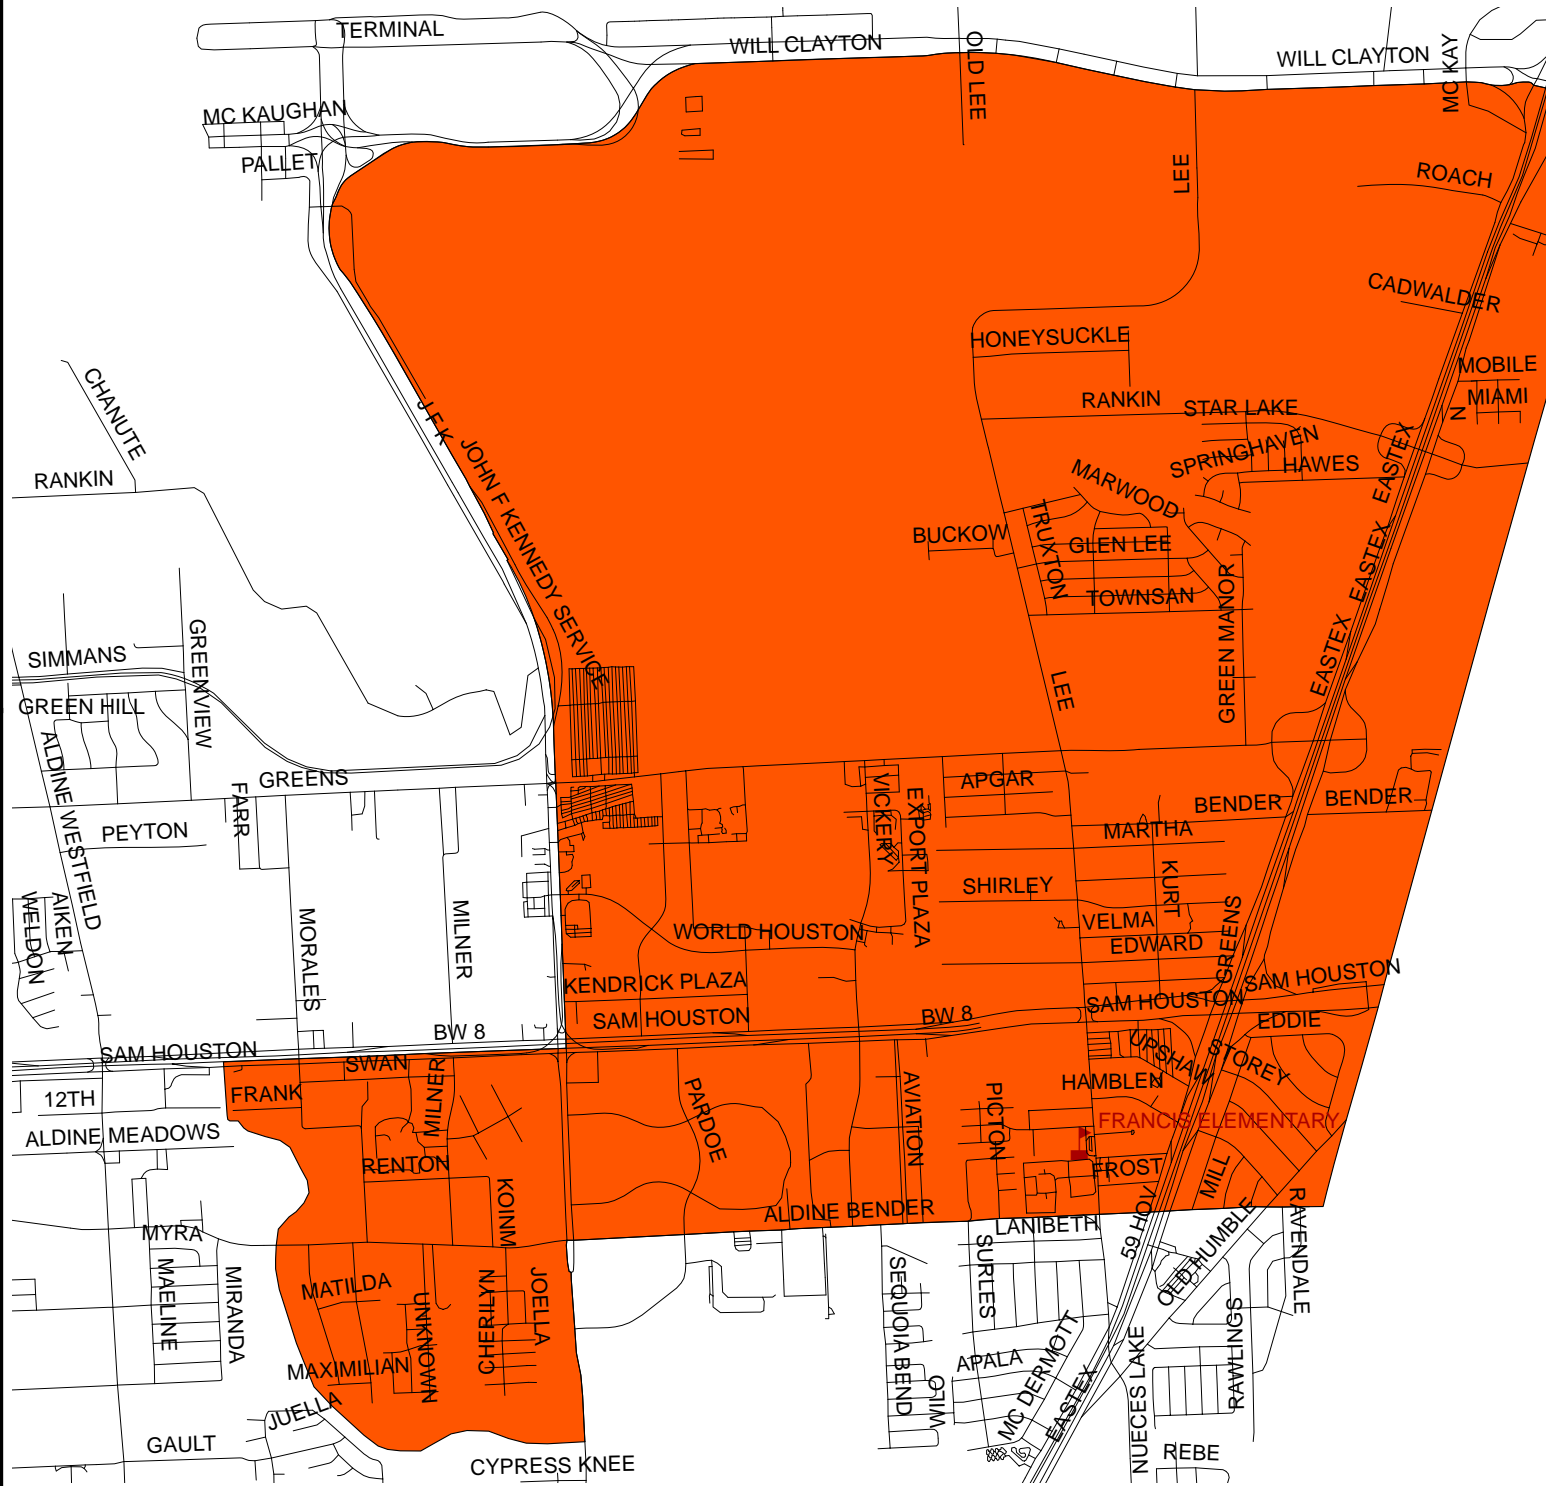 TERMINAL
WILL CLAYTON
OLD LEE
WILL CLAYTON
MC KAY
MC KAUGHAN
PALLET
LEE
ROACH
CADWALDER
HONEYSUCKLE
MOBILE
MIAMI
N
CHANUTE
J F K
RANKIN
STAR LAKE
SPRINGHAVEN
HAWES
EASTEX
MARWOOD
RANKIN
JOHN F KENNEDY SERVICE
BUCKOW
TRUXTON
GLEN LEE
EASTEX
TOWNSAN
GREEN MANOR
EASTEX
SIMMANS
GREENVIEW
GREEN HILL
LEE
ALDINE WESTFIELD
GREENS
FARR
APGAR
VICKERY
EXPORT PLAZA
BENDER
BENDER
PEYTON
MARTHA
KURT
SHIRLEY
WELDON
AIKEN
MORALES
MILNER
WORLD HOUSTON
VELMA
EDWARD
GREENS
KENDRICK PLAZA
SAM HOUSTON
SAM HOUSTON
SAM HOUSTON
BW 8
BW 8
EDDIE
SAM HOUSTON
SWAN
MILNER
UPSHAW
STOREY
12TH
FRANK
PARDOE
AVIATION
PICTON
HAMBLEN
FRANCIS ELEMENTARY
ALDINE MEADOWS
RENTON
FROST
MILL
KOINM
ALDINE BENDER
LANIBETH
59 HOV
OLD HUMBLE
RAVENDALE
MYRA
MAELINE
MIRANDA
MATILDA
UNKNOWN
CHERILYN
JOELLA
SEQUOIA BEND
SURLES
MAXIMILIAN
APALA
MILO
MC DERMOTT
EASTEX
NUECES LAKE
RAWLINGS
JUELLA
GAULT
CYPRESS KNEE
REBE